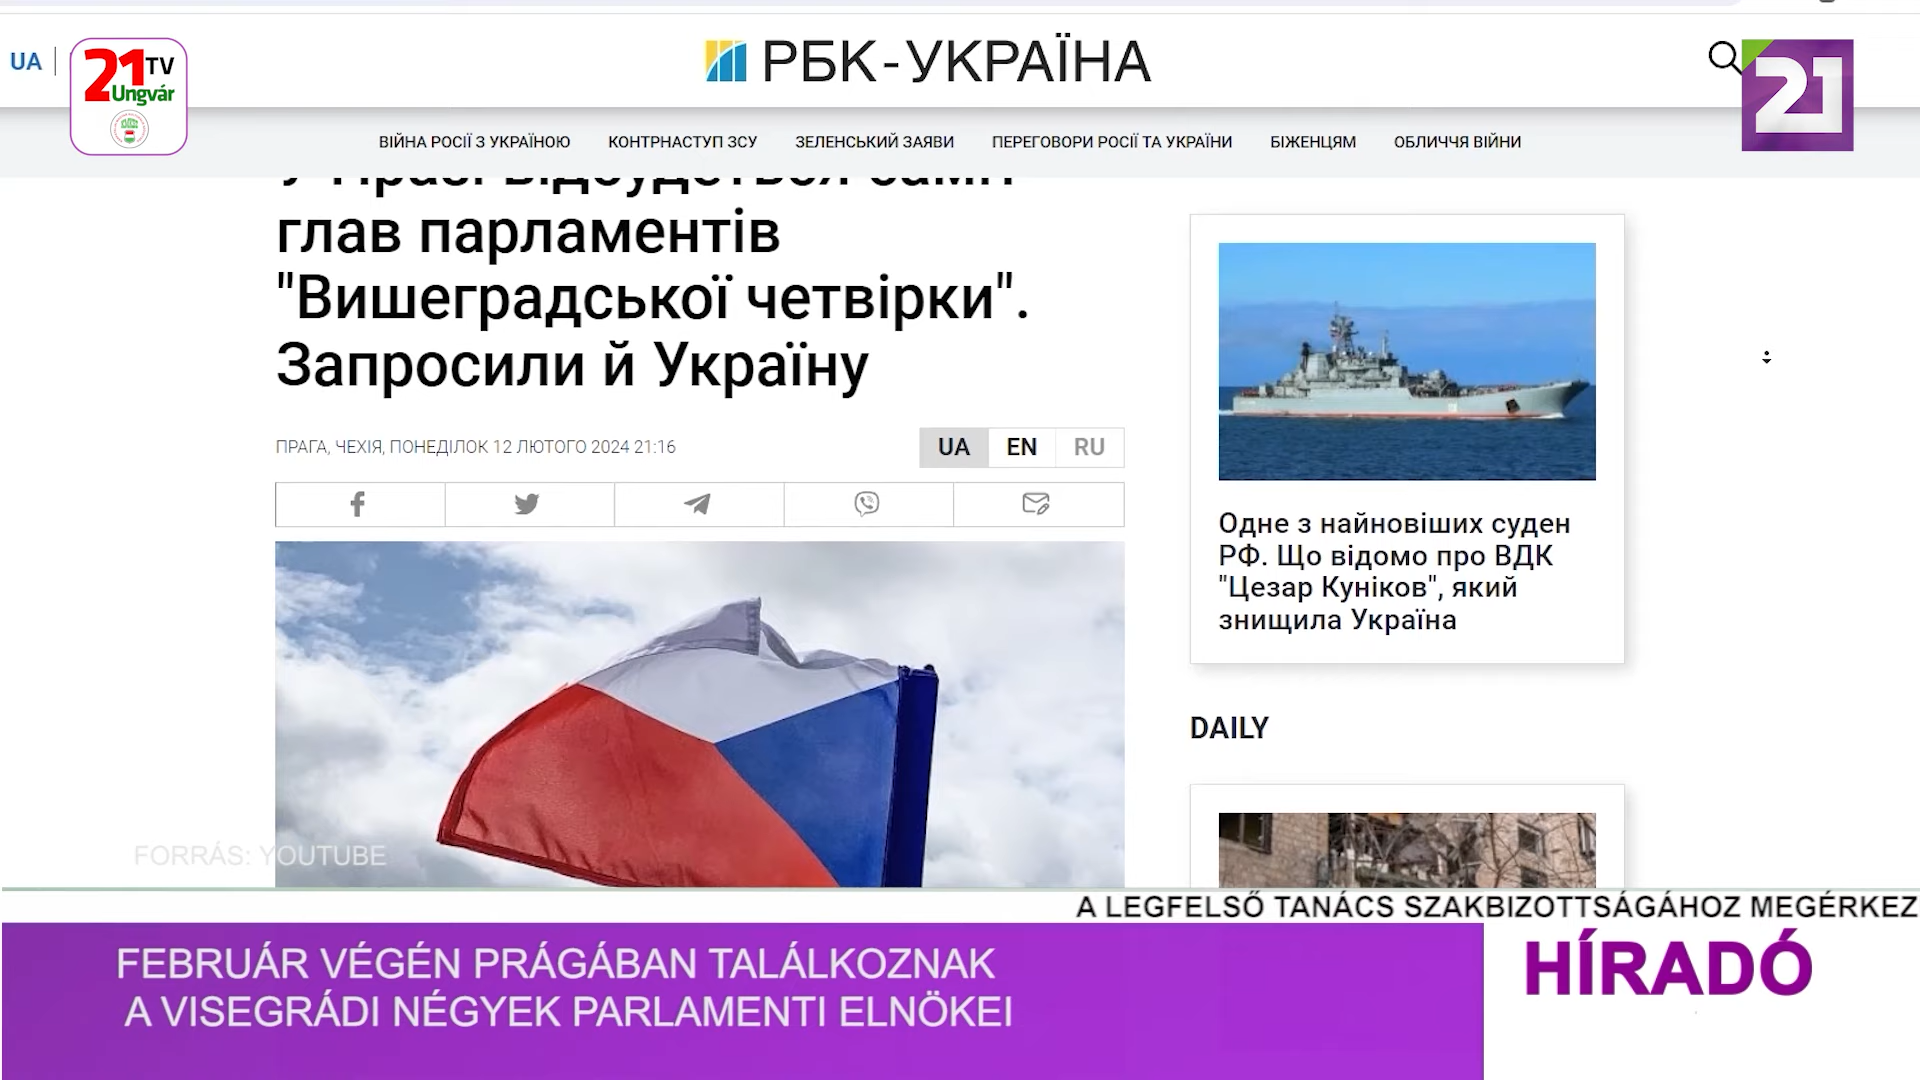 UA
21 TV
Ungvár
РБК-УКРАЇНА
21
ВІЙНА РОСІЇ З УКРАЇНОЮ КОНТРНАСТУП ЗСУ ЗЕЛЕНСЬКИЙ ЗАЯВИ ПЕРЕГОВОРИ РОСІЇ ТА УКРАЇНИ БІЖЕНЦЯМ ОБЛИЧЧЯ ВІЙНИ
глав парламентів
"Вишеградської четвірки".
Запросили й Україну
ПРАГА, ЧЕХІЯ, ПОНЕДІЛОК 12 ЛЮТОГО 2024 21:16
UA EN RU
Одне з найновіших суден
РФ. Що відомо про ВДК
"Цезар Куніков", який
знищила Україна
DAILY
FORRÁS: YOUTUBE
A LEGFELSŐ TANÁCS SZAKBIZOTTSÁGÁHOZ MEGÉRKEZ
FEBRUÁR VÉGÉN PRÁGÁBAN TALÁLKOZNAK
A VISEGRÁDI NÉGYEK PARLAMENTI ELNÖKEI
HÍRADÓ